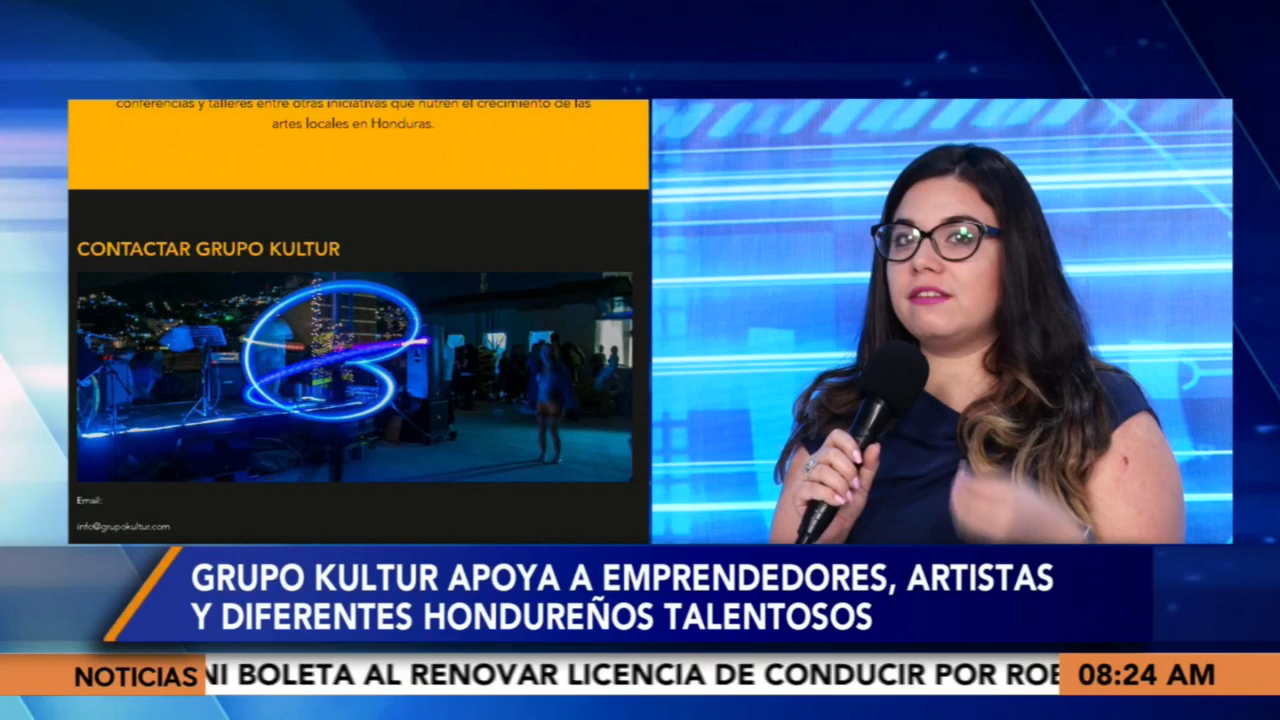 conferencias y talleres entre otras iniciativas que nutren el crecimiento de las
artes locales en Honduras.
CONTACTAR GRUPO KULTUR
Email:
info@grupokultur.com
GRUPO KULTUR APOYA A EMPRENDEDORES, ARTISTAS
Y DIFERENTES HONDUREÑOS TALENTOSOS
NOTICIAS NI BOLETA AL RENOVAR LICENCIA DE CONDUCIR POR ROB 08:24 AM